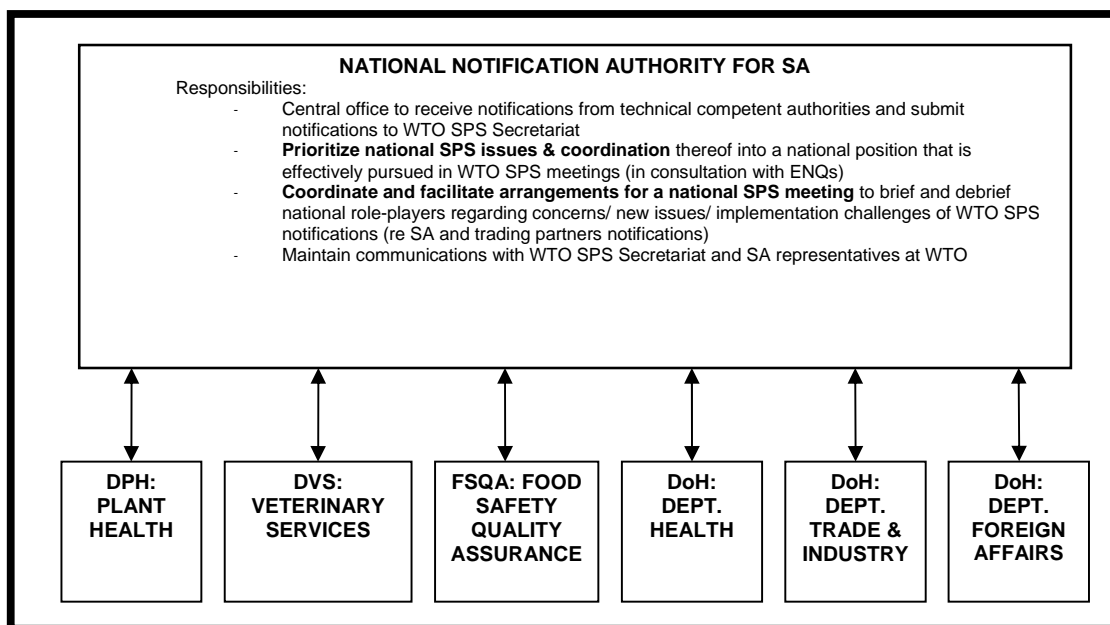 NATIONAL NOTIFICATION AUTHORITY FOR SA
Responsibilities:
- Central office to receive notifications from technical competent authorities and submit
notifications to WTO SPS Secretariat
- Prioritize national SPS issues & coordination thereof into a national position that is
effectively pursued in WTO SPS meetings (in consultation with ENQs)
- Coordinate and facilitate arrangements for a national SPS meeting to brief and debrief
national role-players regarding concerns/ new issues/ implementation challenges of WTO SPS
notifications (re SA and trading partners notifications)
- Maintain communications with WTO SPS Secretariat and SA representatives at WTO
DPH:
PLANT
HEALTH
DVS:
VETERINARY
SERVICES
FSQA: FOOD
SAFETY
QUALITY
ASSURANCE
DoH:
DEPT.
HEALTH
DoH:
DEPT.
TRADE &
INDUSTRY
DoH:
DEPT.
FOREIGN
AFFAIRS